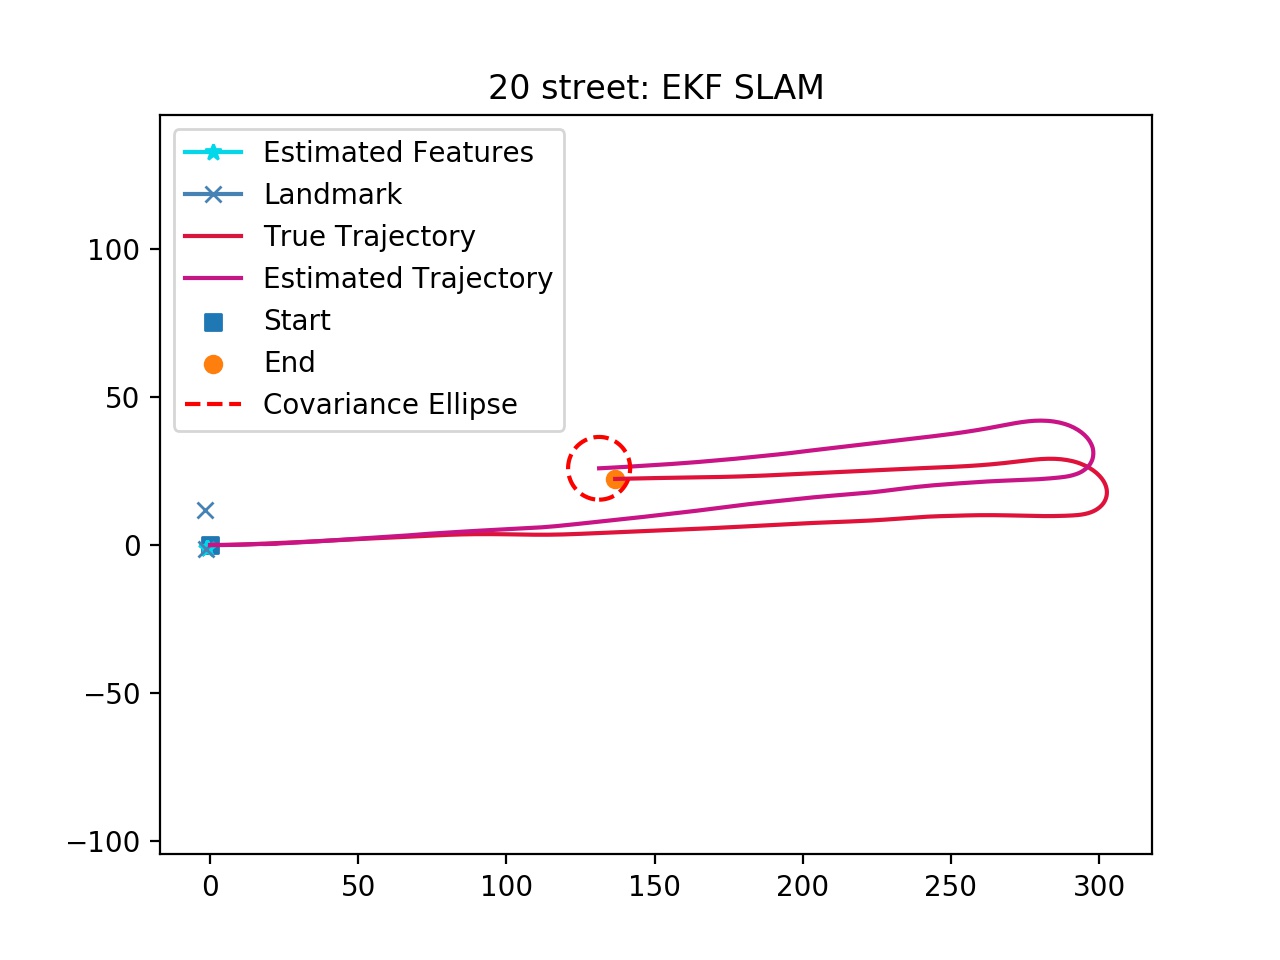 20 street: EKF SLAM
Estimated Features
Landmark
True Trajectory
Estimated Trajectory
Start
End
Covariance Ellipse
100
50
0
−50
−100
0 50 100 150 200 250 300